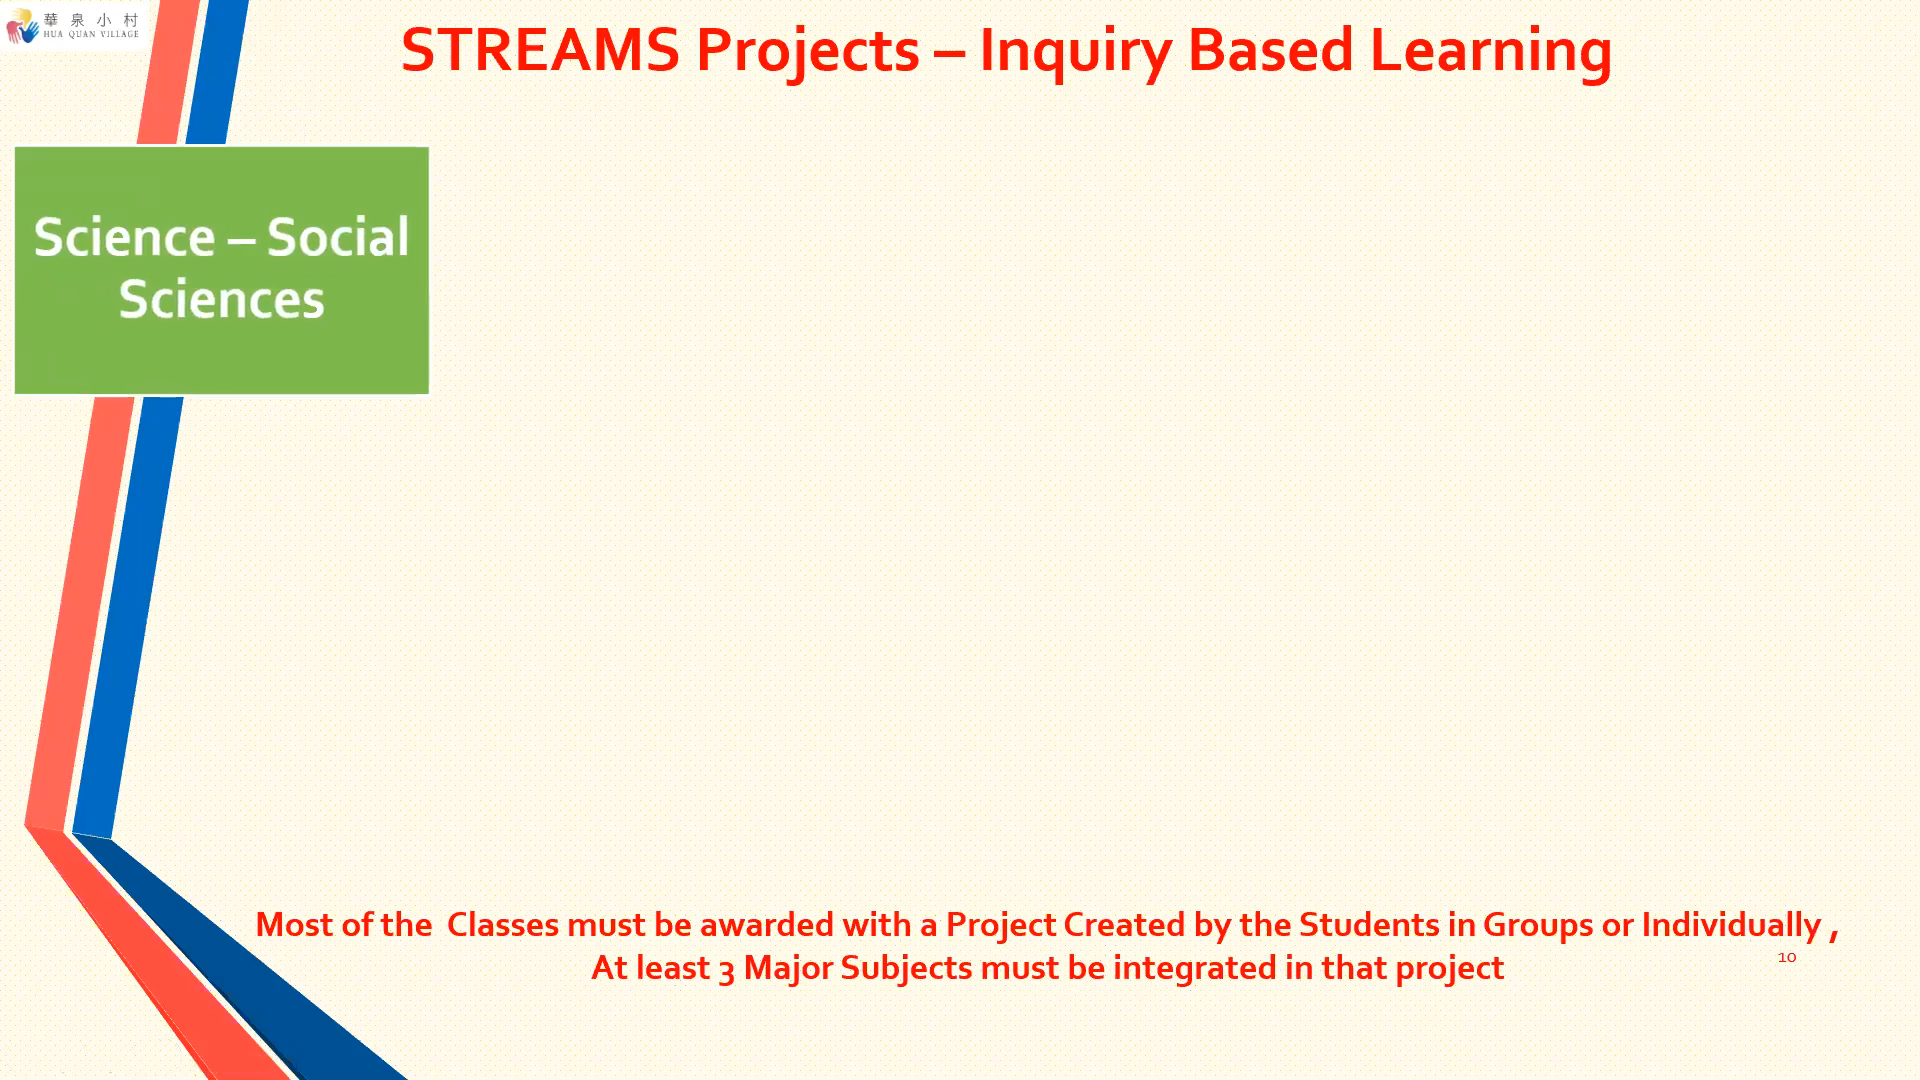 華泉小村
HUA QUAN VILLAGE
STREAMS Projects – Inquiry Based Learning
Science – Social
Sciences
Most of the Classes must be awarded with a Project Created by the Students in Groups or Individually ,
At least 3 Major Subjects must be integrated in that project
10